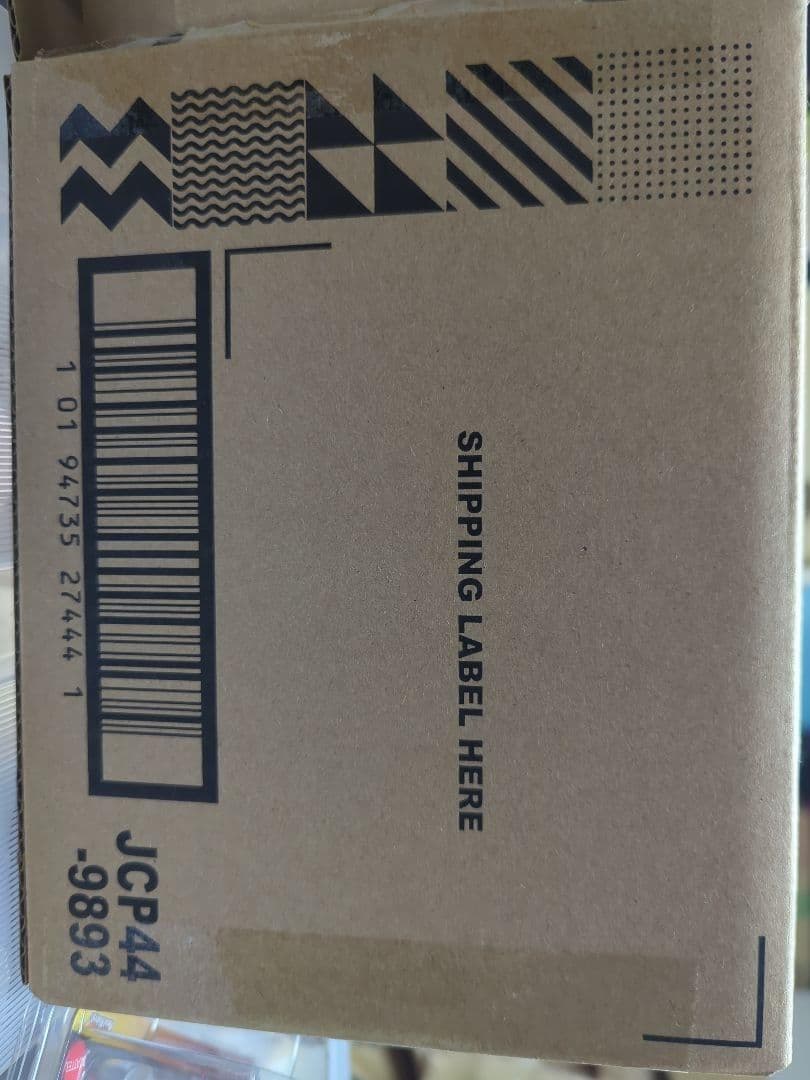 SHIPPING LABEL HERE
1 01 94735 27444 1
JCP44
-9893